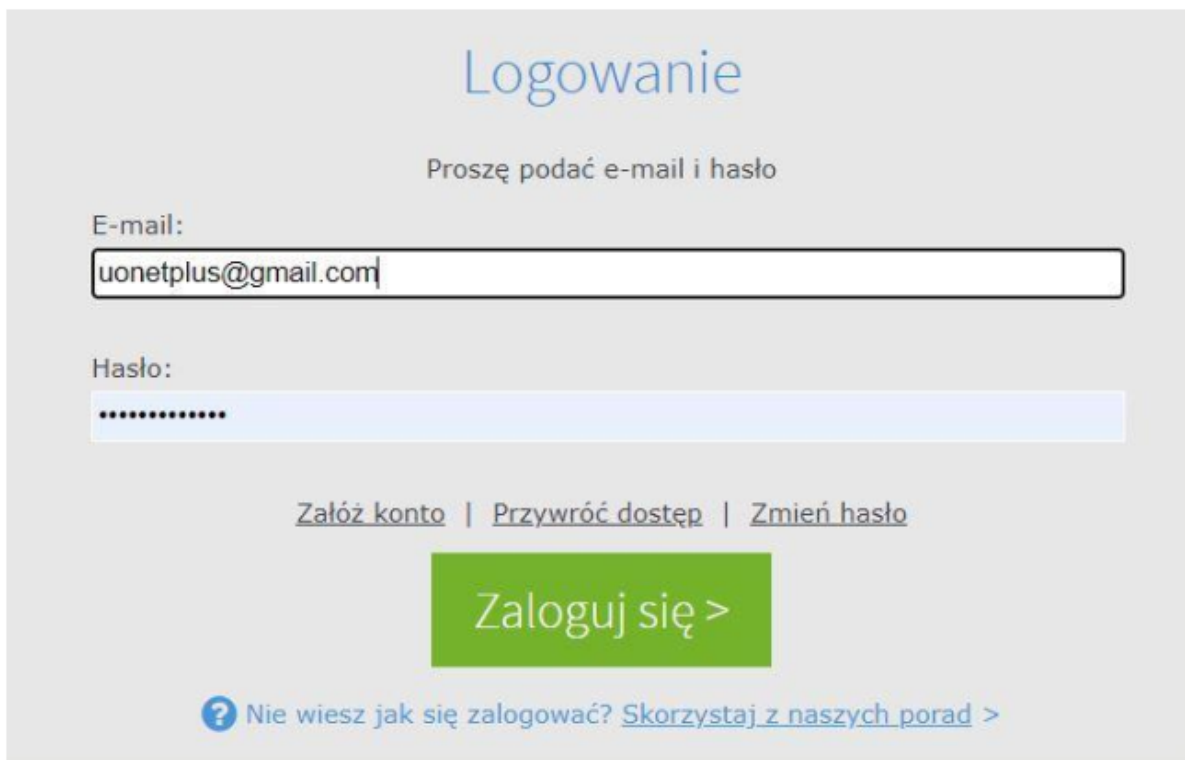 Logowanie
Proszę podać e-mail i hasło
E-mail:
uonetplus@gmail.com
Hasło:
•••••••••••••
Załóż konto | Przywróć dostęp | Zmień hasło
Zaloguj się >
? Nie wiesz jak się zalogować? Skorzystaj z naszych porad >